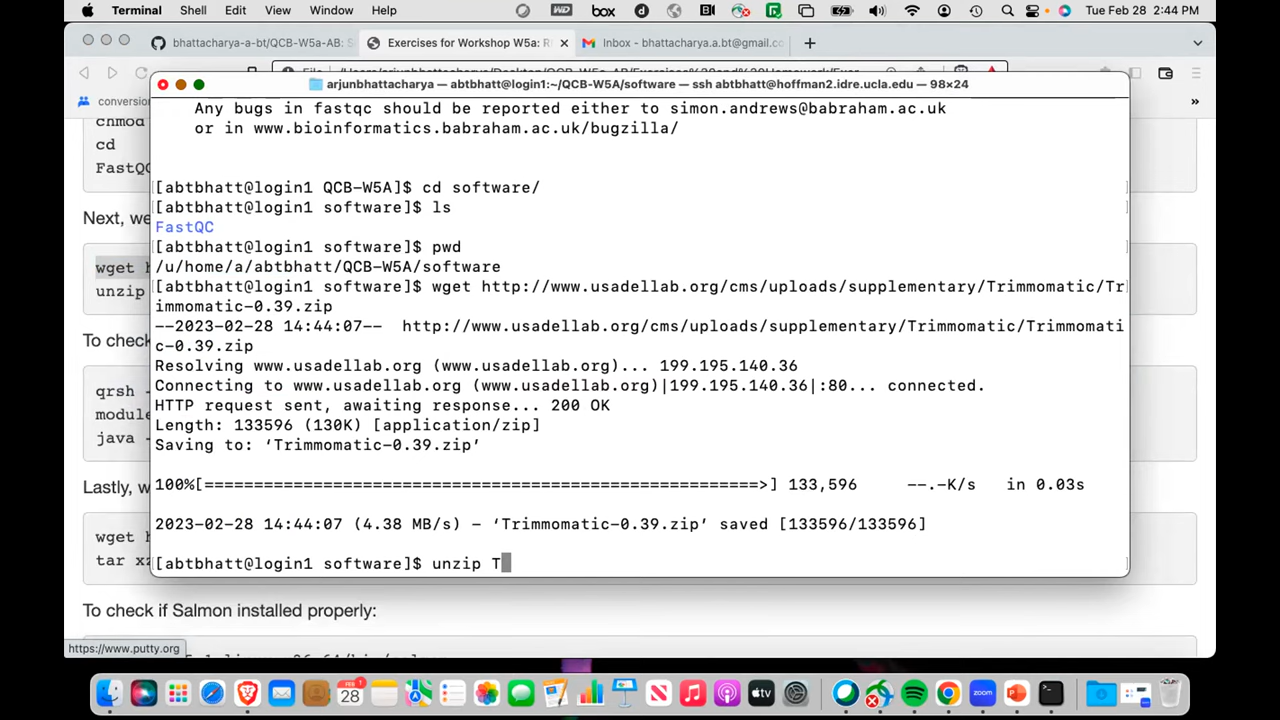 Terminal Shell Edit View Window Help box Tue Feb 28 2:44 PM
bhattacharya-a-bt/QCB-W5a-AB: S Exercises for Workshop W5a: R Inbox - bhattacharya.a.bt@gmail.co
conversion
»
arjunbhattacharya — abtbhatt@login1:~/QCB-W5A/software — ssh abtbhatt@hoffman2.idre.ucla.edu — 98×24
Any bugs in fastqc should be reported either to simon.andrews@babraham.ac.uk
or in www.bioinformatics.babraham.ac.uk/bugzilla/
[abtbhatt@login1 QCB-W5A]$ cd software/
[abtbhatt@login1 software]$ ls
FastQC
[abtbhatt@login1 software]$ pwd
/u/home/a/abtbhatt/QCB-W5A/software
[abtbhatt@login1 software]$ wget http://www.usadellab.org/cms/uploads/supplementary/Trimmomatic/Tr
immomatic-0.39.zip
--2023-02-28 14:44:07--  http://www.usadellab.org/cms/uploads/supplementary/Trimmomatic/Trimmomati
c-0.39.zip
Resolving www.usadellab.org (www.usadellab.org)... 199.195.140.36
Connecting to www.usadellab.org (www.usadellab.org)|199.195.140.36|:80... connected.
HTTP request sent, awaiting response... 200 OK
Length: 133596 (130K) [application/zip]
Saving to: ‘Trimmomatic-0.39.zip’
100%[========================================================>] 133,596     --.-K/s   in 0.03s
2023-02-28 14:44:07 (4.38 MB/s) - ‘Trimmomatic-0.39.zip’ saved [133596/133596]
[abtbhatt@login1 software]$ unzip T
chmod
cd
FastQC
Next, we
wget h
unzip
To check
qrsh -
module
java -
Lastly, w
wget h
tar xz
To check if Salmon installed properly:
https://www.putty.org
FEB
28
tv
zoom